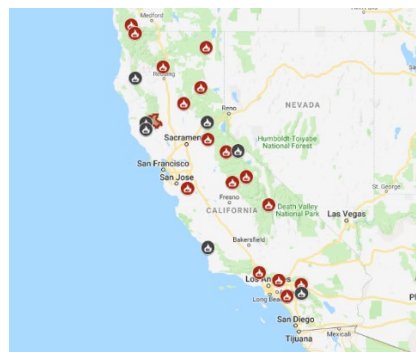 Medford
Redding
Reno
NEVADA
Humboldt-Toiyabe
National Forest
Sacramento
San Francisco
San Jose
St. George
Fresno
Death Valley
National Park
CALIFORNIA
Las Vegas
Bakersfield
Los Angeles
Long Beach
San Diego
Mexicali
Tijuana